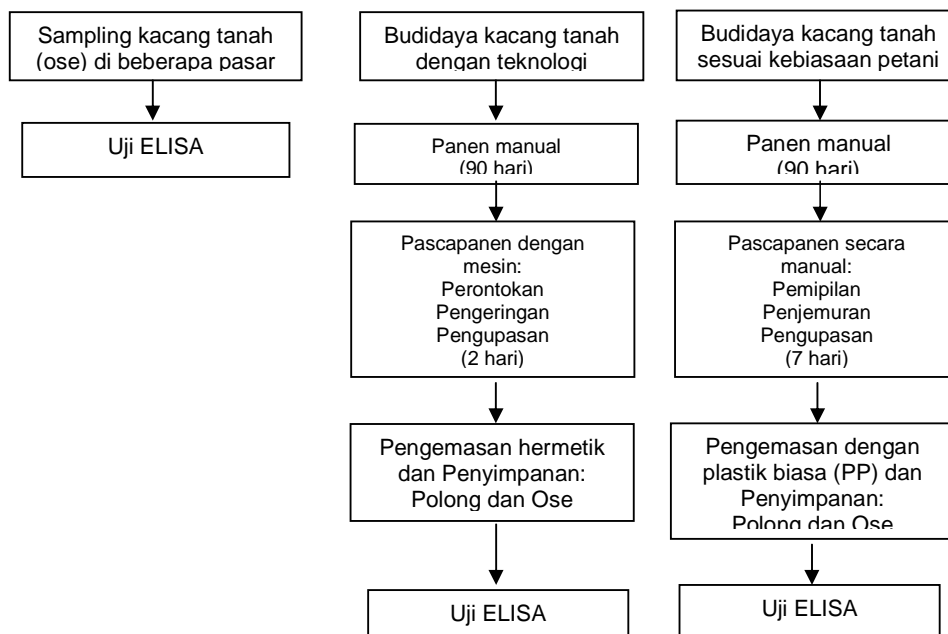 Sampling kacang tanah
(ose) di beberapa pasar
Uji ELISA
Budidaya kacang tanah
dengan teknologi
Panen manual
(90 hari)
Pascapanen dengan
mesin:
Perontokan
Pengeringan
Pengupasan
(2 hari)
Pengemasan hermetik
dan Penyimpanan:
Polong dan Ose
Uji ELISA
Budidaya kacang tanah
sesuai kebiasaan petani
Panen manual
(90 hari)
Pascapanen secara
manual:
Pemipilan
Penjemuran
Pengupasan
(7 hari)
Pengemasan dengan
plastik biasa (PP) dan
Penyimpanan:
Polong dan Ose
Uji ELISA